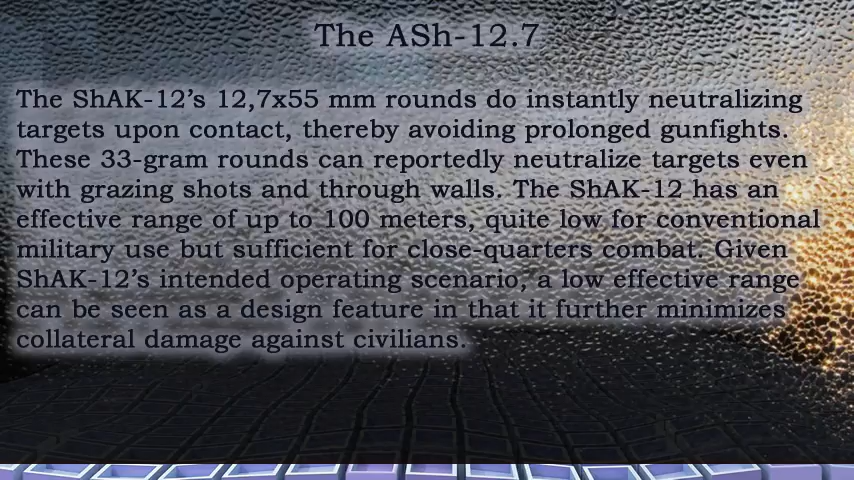 The ASh-12.7
The ShAK-12’s 12,7x55 mm rounds do instantly neutralizing
targets upon contact, thereby avoiding prolonged gunfights.
These 33-gram rounds can reportedly neutralize targets even
with grazing shots and through walls. The ShAK-12 has an
effective range of up to 100 meters, quite low for conventional
military use but sufficient for close-quarters combat. Given
ShAK-12’s intended operating scenario, a low effective range
can be seen as a design feature in that it further minimizes
collateral damage against civilians.